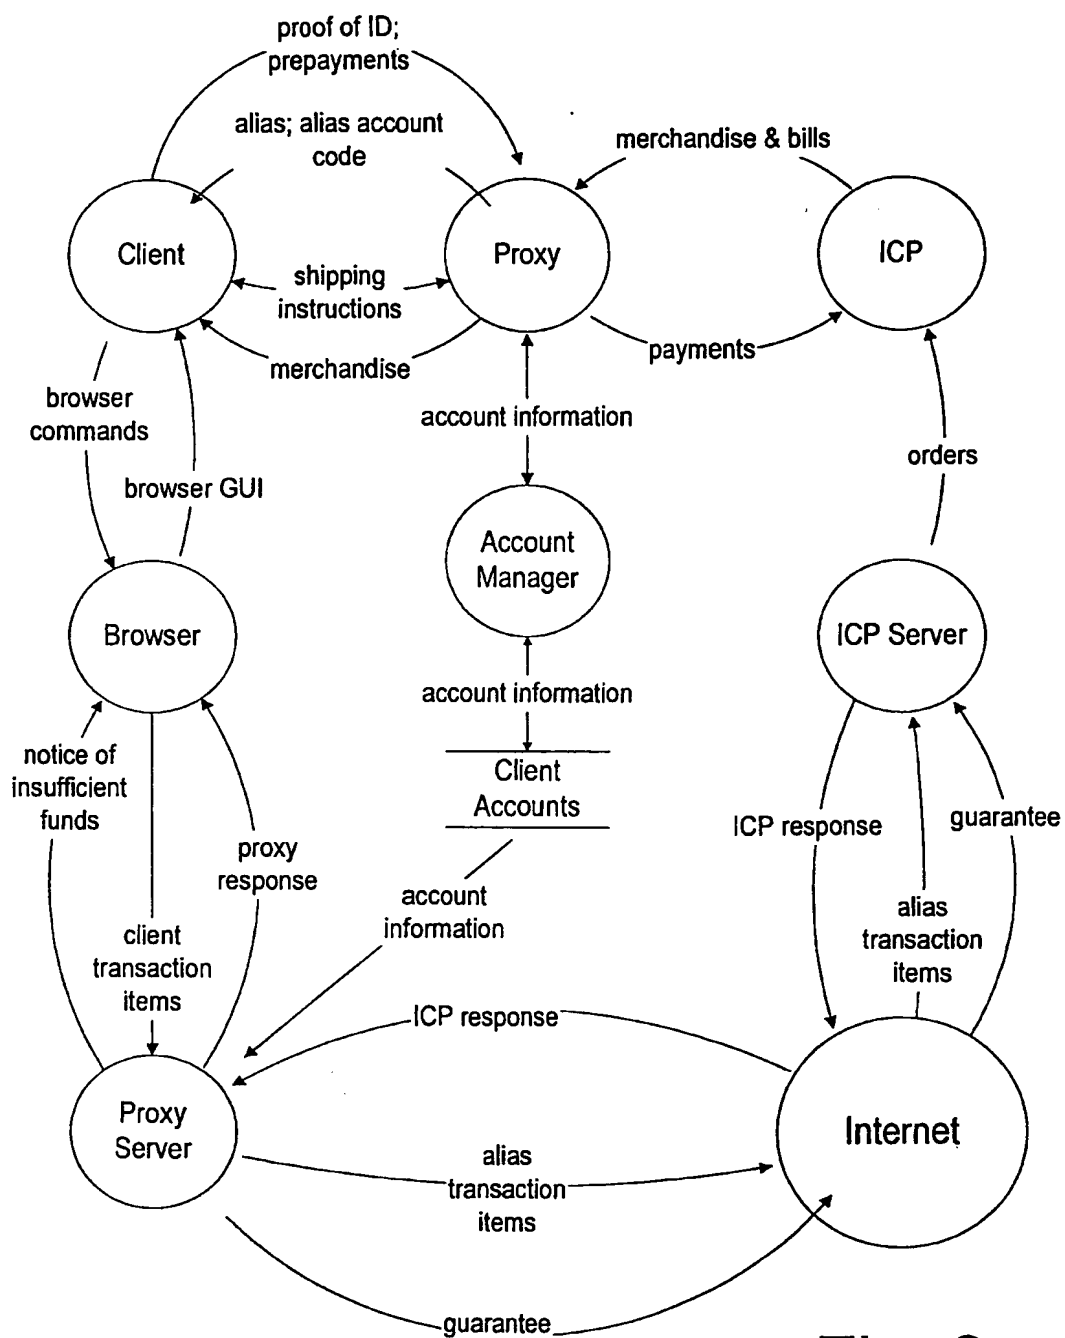 proof of ID;
prepayments
alias; alias account
code
merchandise & bills
Client
Proxy
ICP
shipping
instructions
merchandise
payments
browser
commands
account information
orders
browser GUI
Account
Manager
Browser
ICP Server
account information
notice of
insufficient
funds
Client
Accounts
ICP response
guarantee
proxy
response
account
information
alias
transaction
items
client
transaction
items
ICP response
Proxy
Server
Internet
alias
transaction
items
guarantee